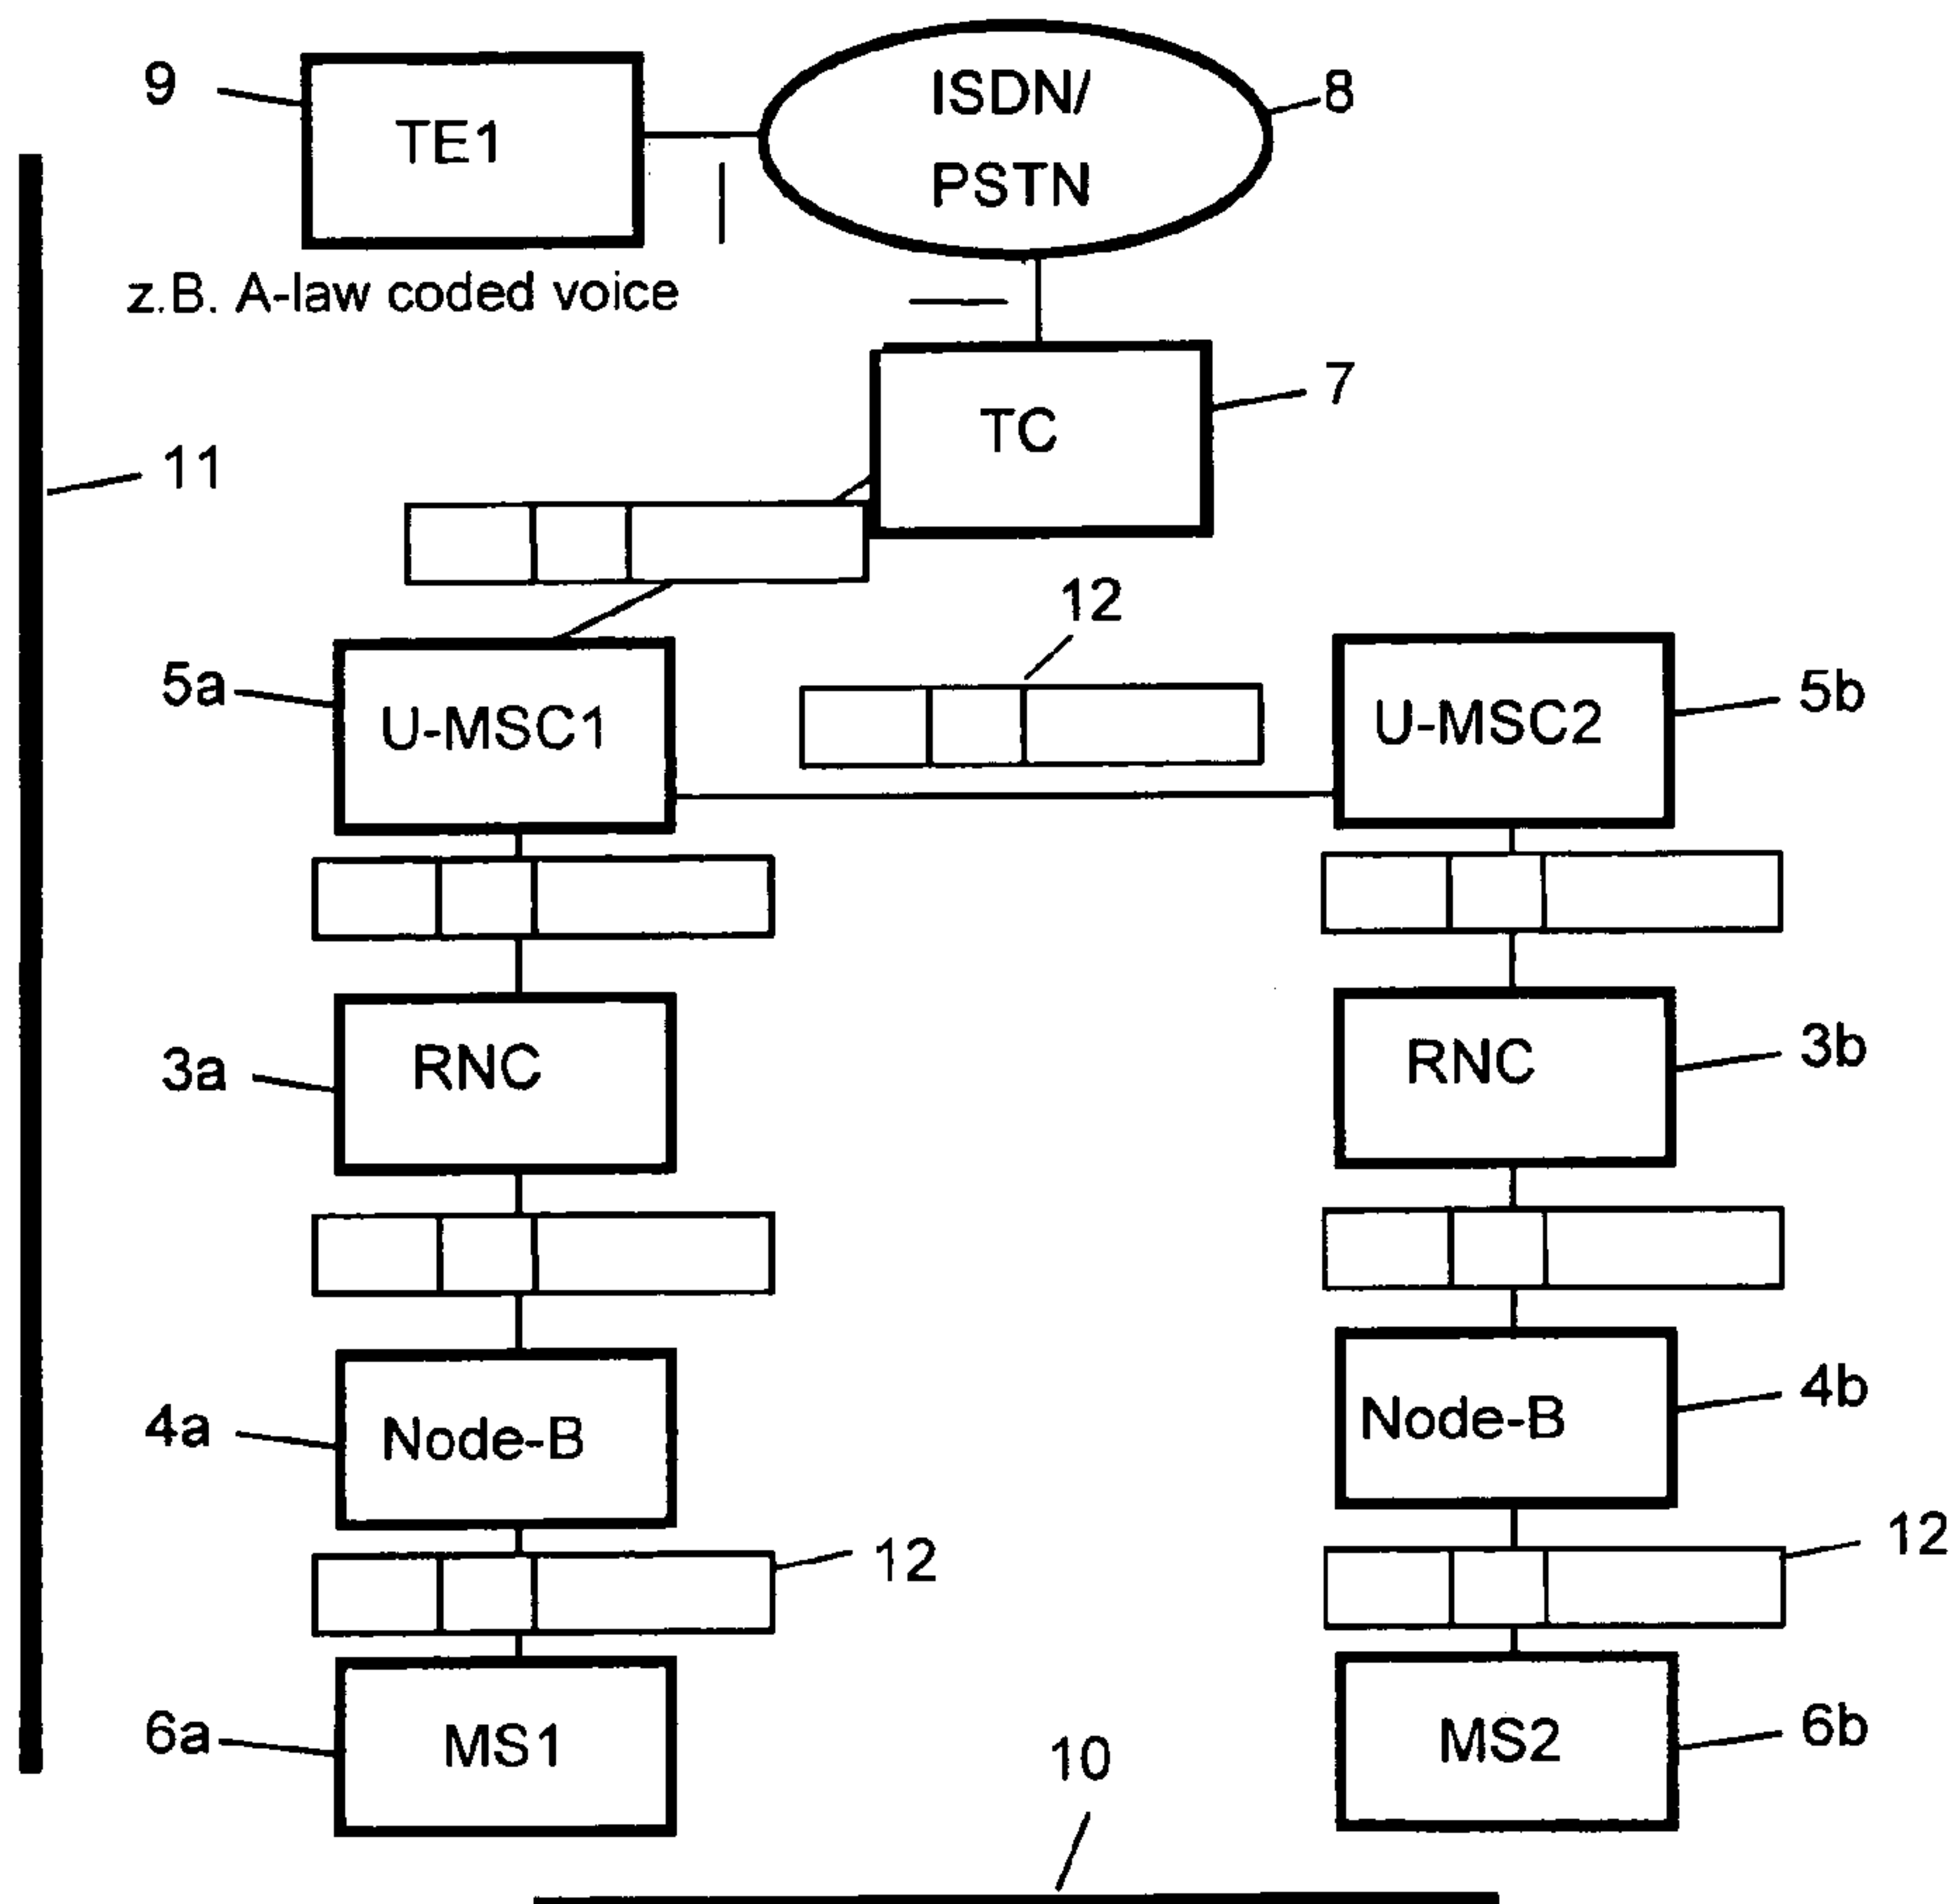 9
TE1
ISDN/
PSTN
8
z.B. A-law coded voice
TC
7
11
12
5a
U-MSC1
U-MSC2
5b
3a
RNC
RNC
3b
4a
Node-B
Node-B
4b
12
12
6a
MS1
MS2
6b
10